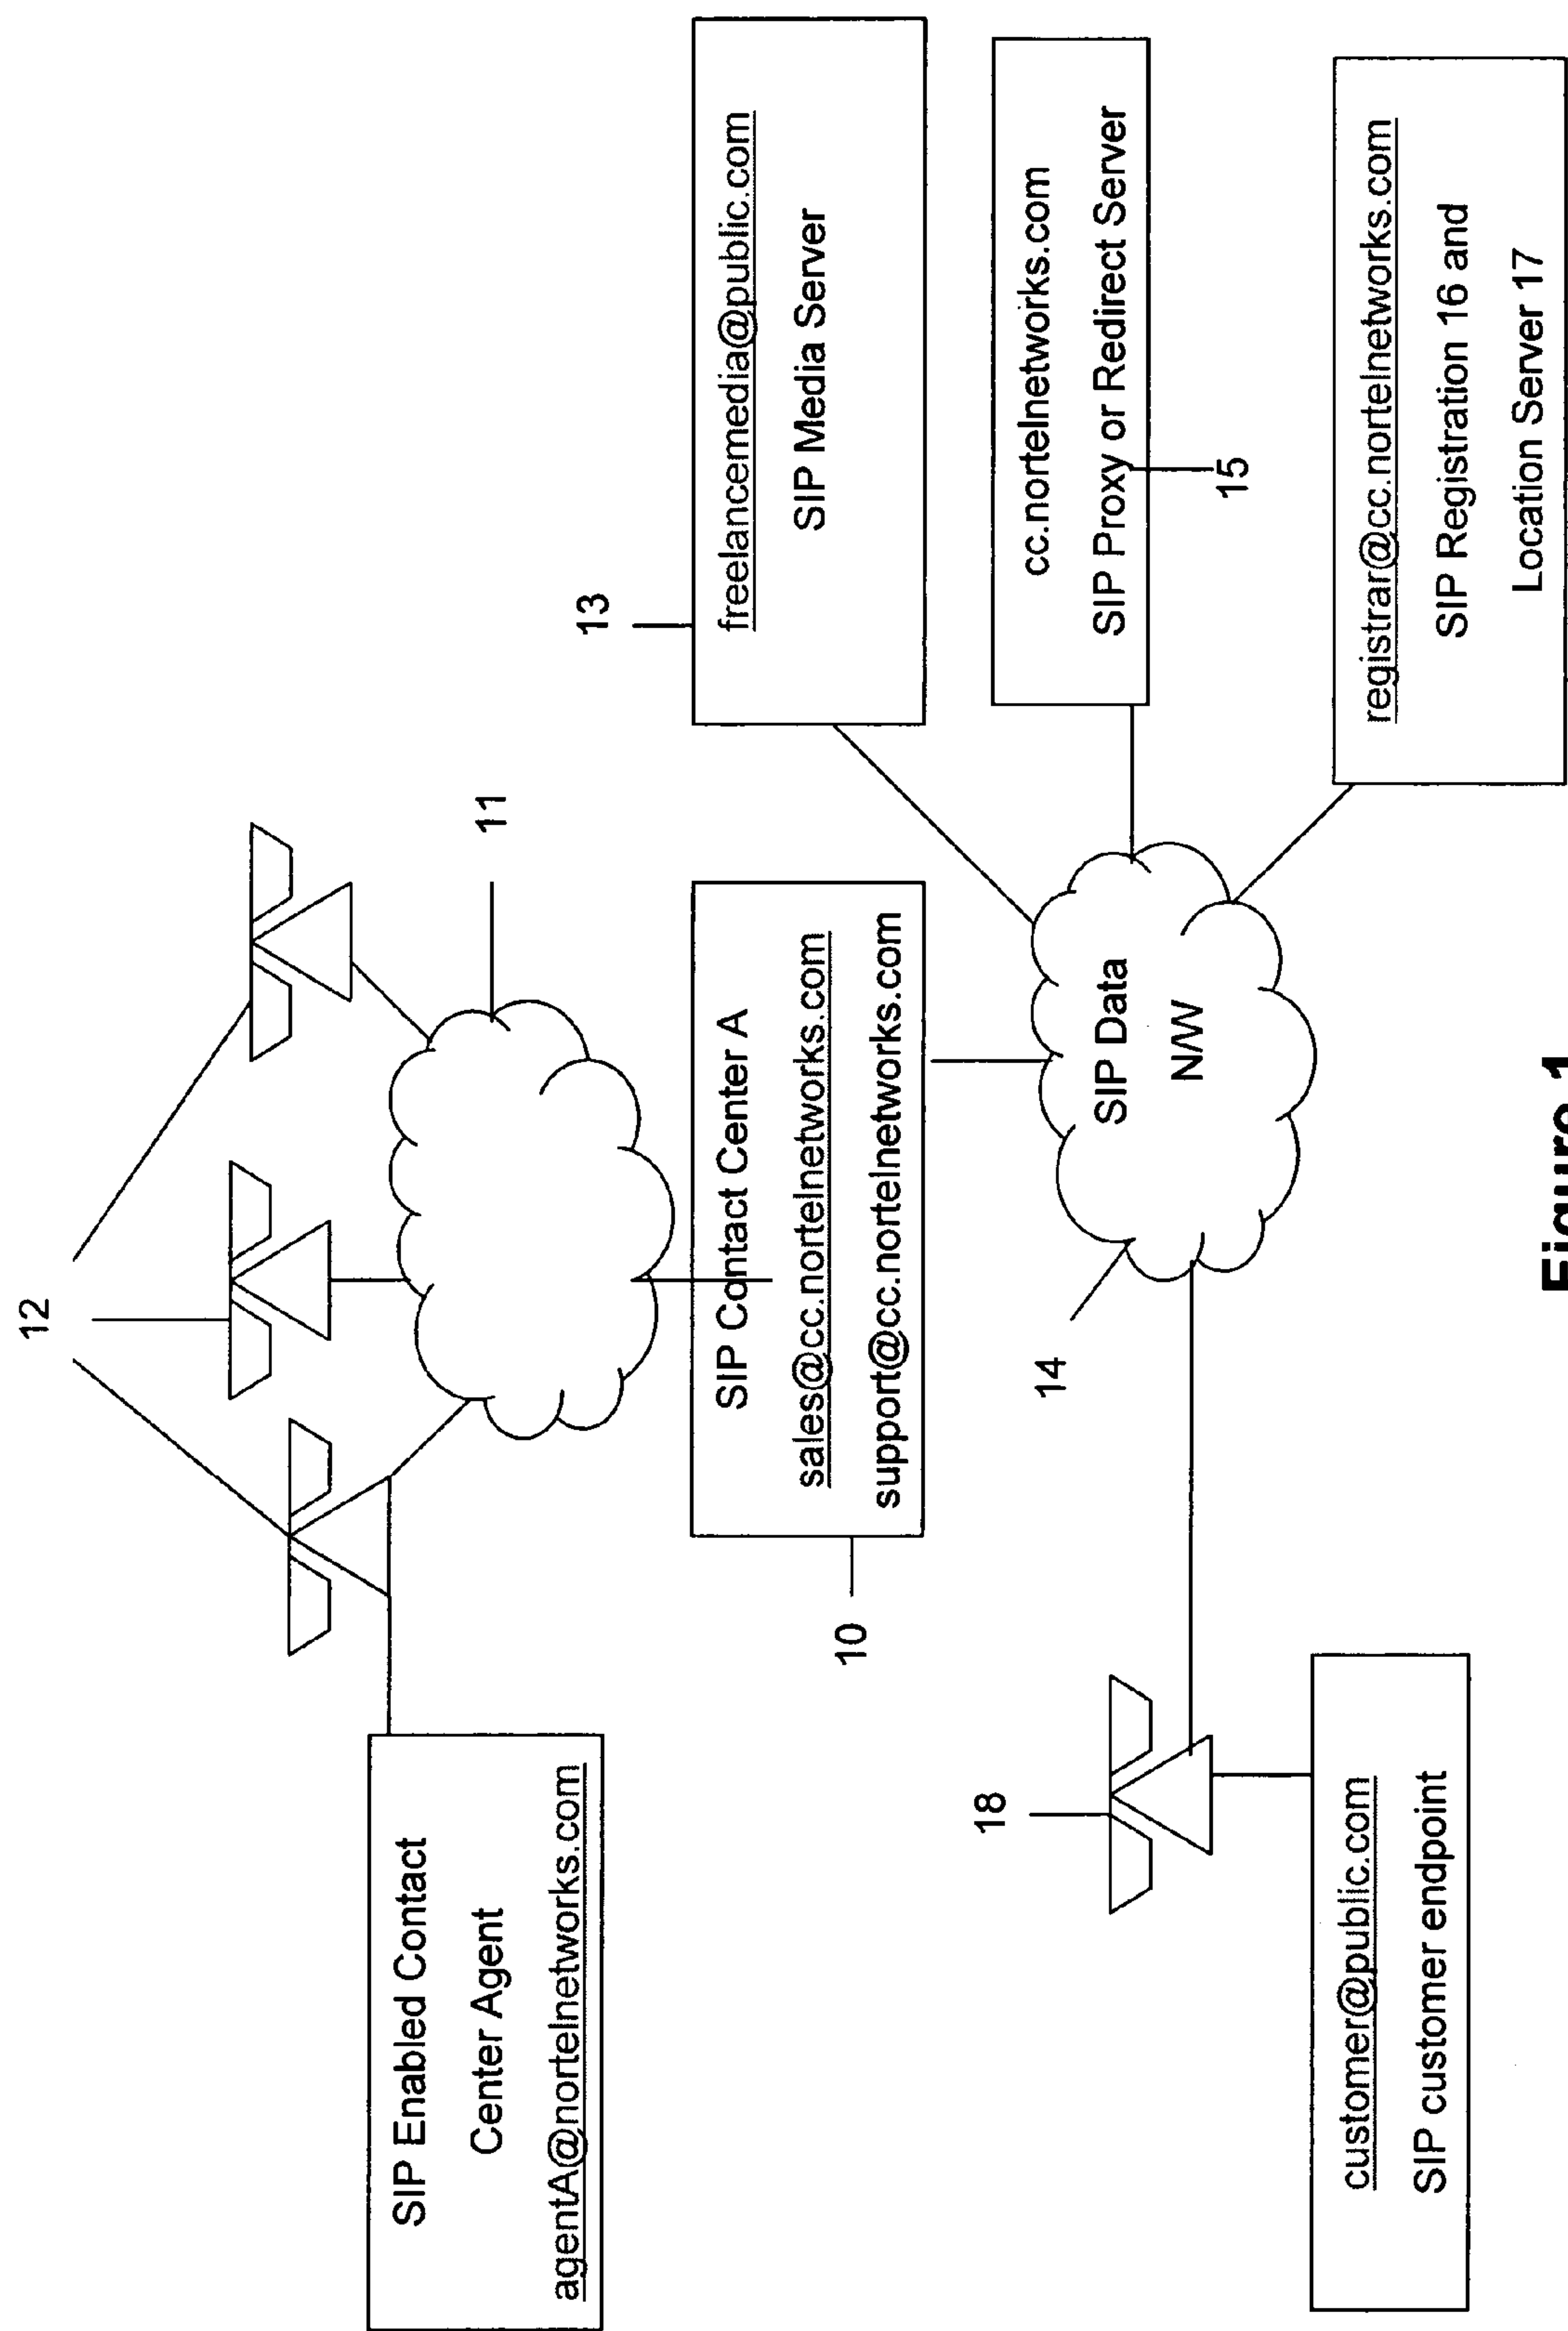 12
SIP Enabled Contact
Center Agent
agentA@nortelnetworks.com
11
13
freelancemedia@public.com
SIP Media Server
10
SIP Contact Center A
sales@cc.nortelnetworks.com
support@cc.nortelnetworks.com
cc.nortelnetworks.com
SIP Proxy or Redirect Server
15
18
14
SIP Data
N/W
customer@public.com
SIP customer endpoint
registrar@cc.nortelnetworks.com
SIP Registration 16 and
Location Server 17
Figure 1